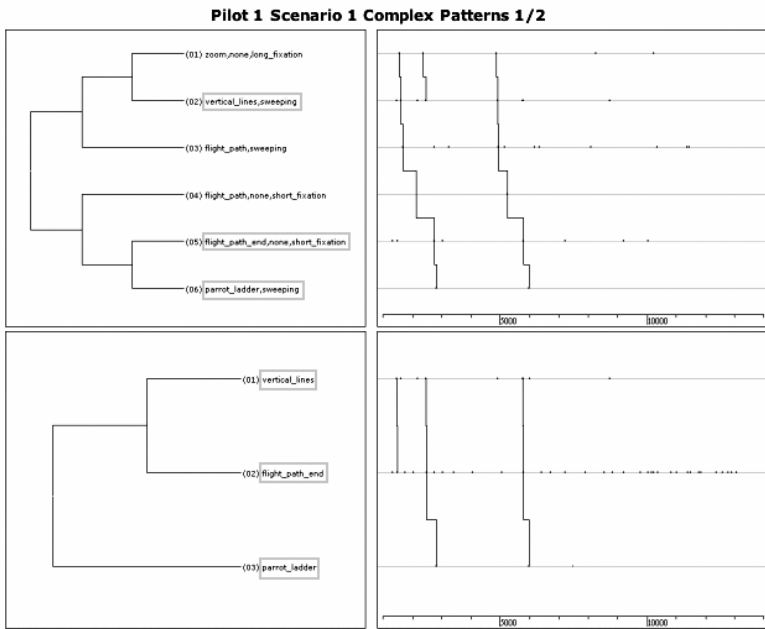 Pilot 1 Scenario 1 Complex Patterns 1/2
(01) zoom,none,long_fixation
(02) vertical_lines,sweeping
(03) flight_path,sweeping
(04) flight_path,none,short_fixation
(05) flight_path_end,none,short_fixation
(06) parrot_ladder,sweeping
5000 10000
(01) vertical_lines
(02) flight_path_end
(03) parrot_ladder
5000 10000